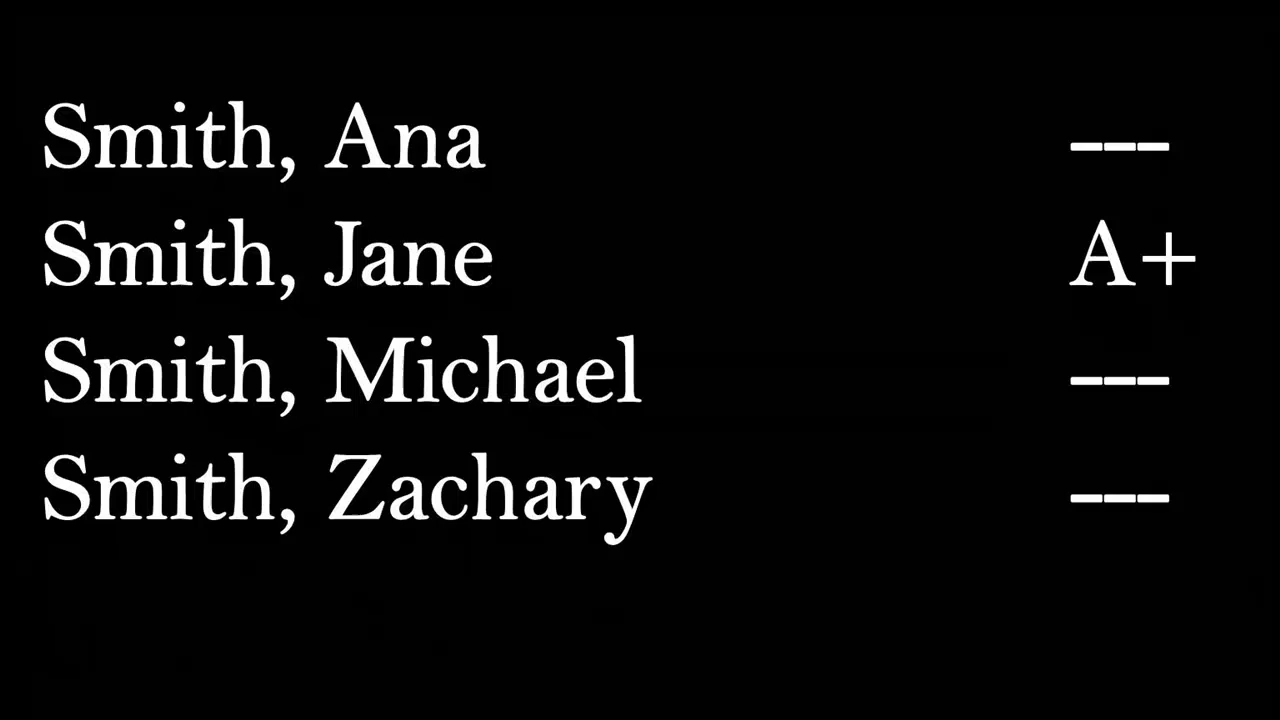 Smith, Ana ---
Smith, Jane A+
Smith, Michael ---
Smith, Zachary ---